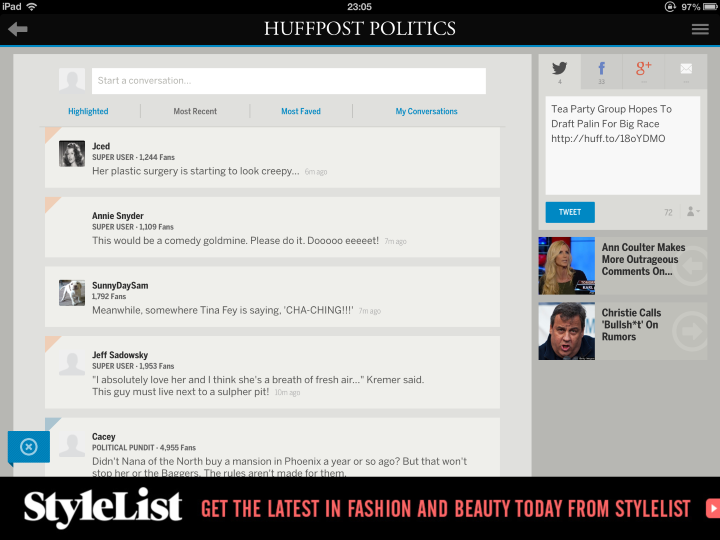 iPad
23:05
97%
HUFFPOST POLITICS
Start a conversation...
Highlighted
Most Recent
Most Faved
My Conversations
Jced
SUPER USER · 1,244 Fans
Her plastic surgery is starting to look creepy... 6m ago
Annie Snyder
SUPER USER · 1,109 Fans
This would be a comedy goldmine. Please do it. Dooooo eeeeet! 7m ago
SunnyDaySam
1,792 Fans
Meanwhile, somewhere Tina Fey is saying, 'CHA-CHING!!!' 7m ago
Jeff Sadowsky
SUPER USER · 1,953 Fans
"I absolutely love her and I think she's a breath of fresh air..." Kremer said.
This guy must live next to a sulpher pit! 10m ago
Cacey
POLITICAL PUNDIT · 4,955 Fans
Didn't Nana of the North buy a mansion in Phoenix a year or so ago? But that won't
stop her or the Baggers. The rules aren't made for them.
4
33
Tea Party Group Hopes To
Draft Palin For Big Race
http://huff.to/18oYDMO
TWEET
72
Ann Coulter Makes
More Outrageous
Comments On...
Christie Calls
'Bullsh*t' On
Rumors
StyleList
GET THE LATEST IN FASHION AND BEAUTY TODAY FROM STYLELIST